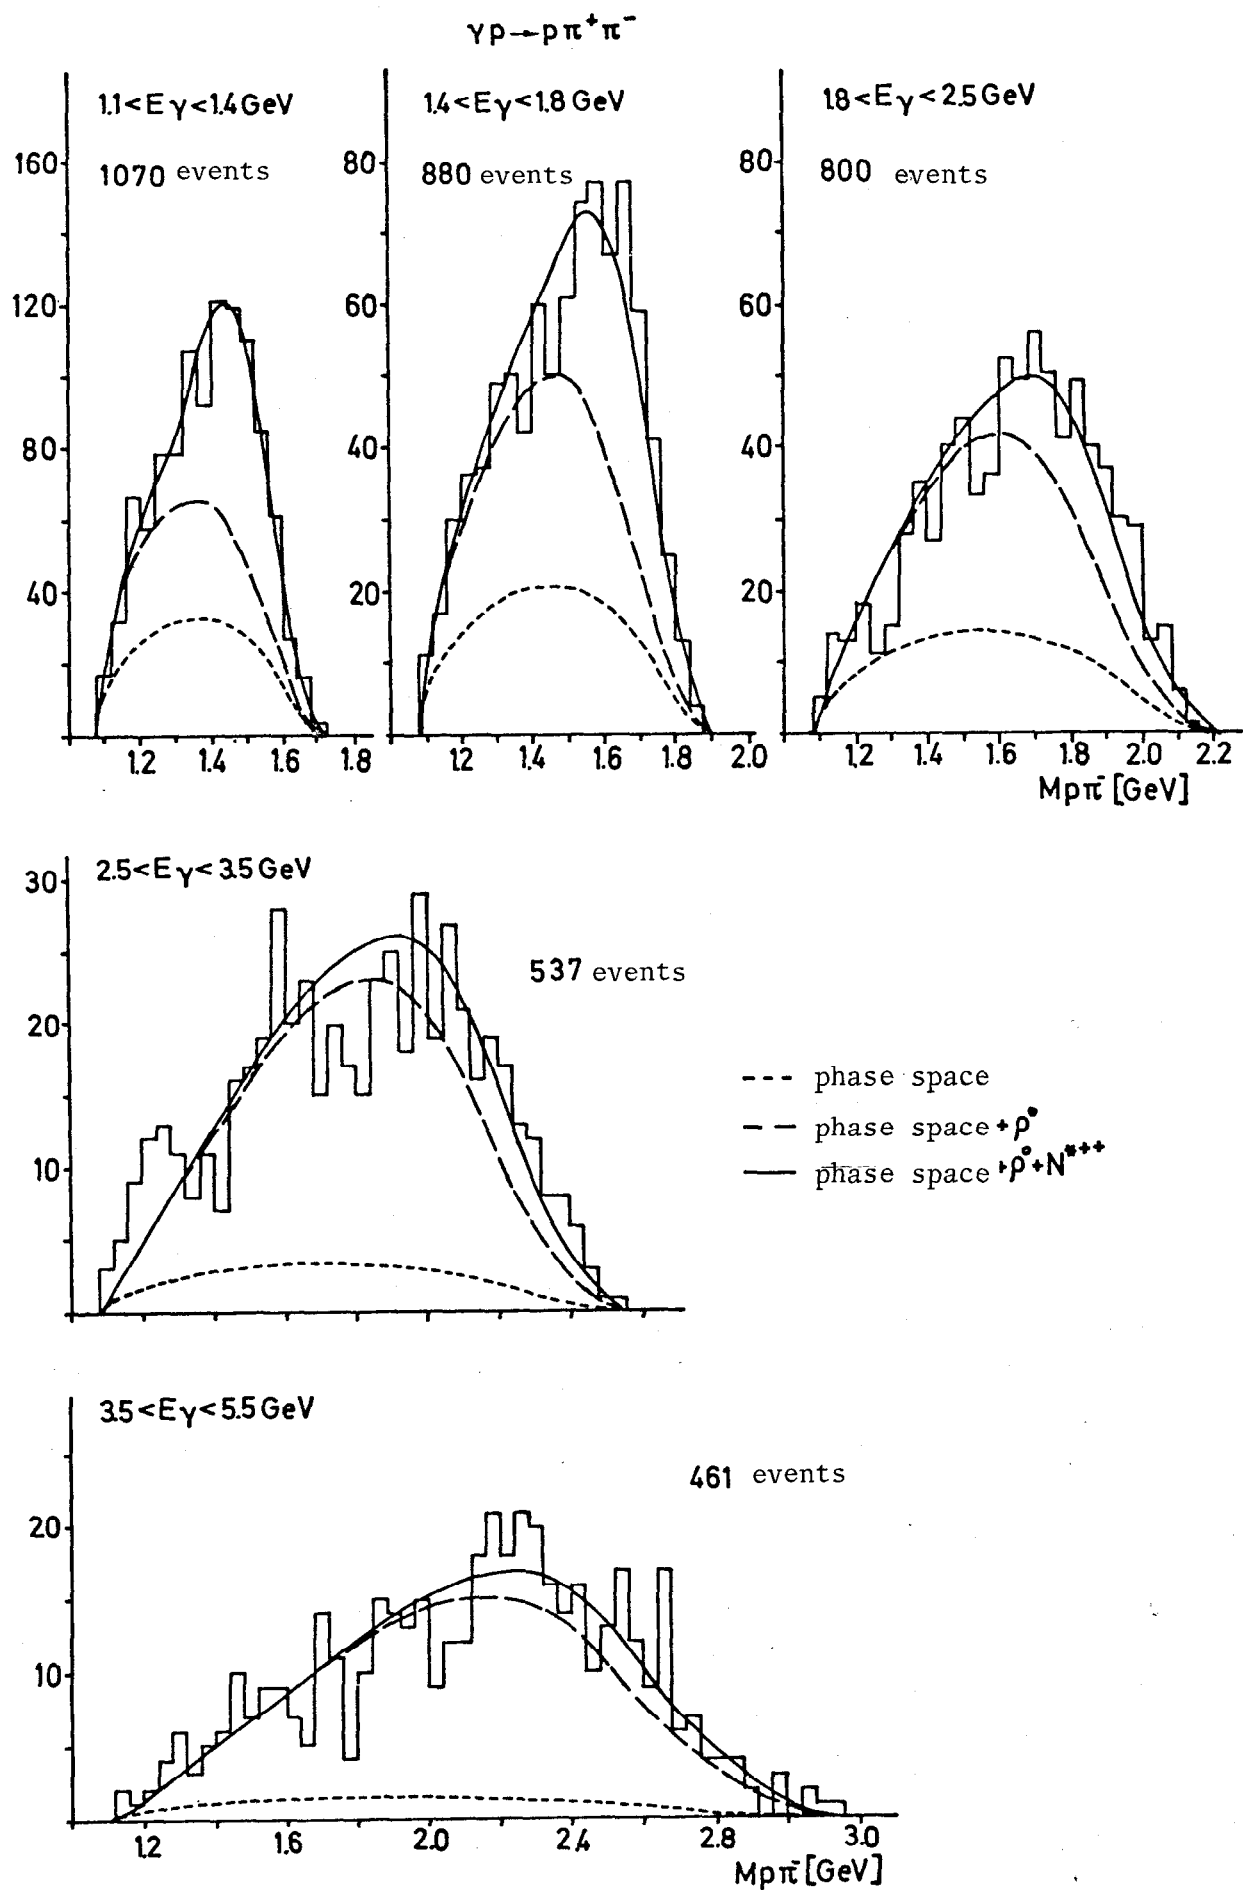 γp→pπ⁺π⁻
1.1<Eγ<1.4GeV
1070 events
160
120
80
40
1.2 1.4 1.6 1.8
1.4<Eγ<1.8 GeV
880 events
80
60
40
20
1.2 1.4 1.6 1.8 2.0
1.8<Eγ<2.5GeV
800 events
80
60
40
20
1.2 1.4 1.6 1.8 2.0 2.2
Mpπ⁻[GeV]
2.5<Eγ<3.5GeV
537 events
30
20
10
phase space
phase space + ρ°
phase space +ρ°+N*⁺⁺
3.5<Eγ<5.5GeV
461 events
20
10
1.2 1.6 2.0 2.4 2.8 3.0
Mpπ⁻[GeV]